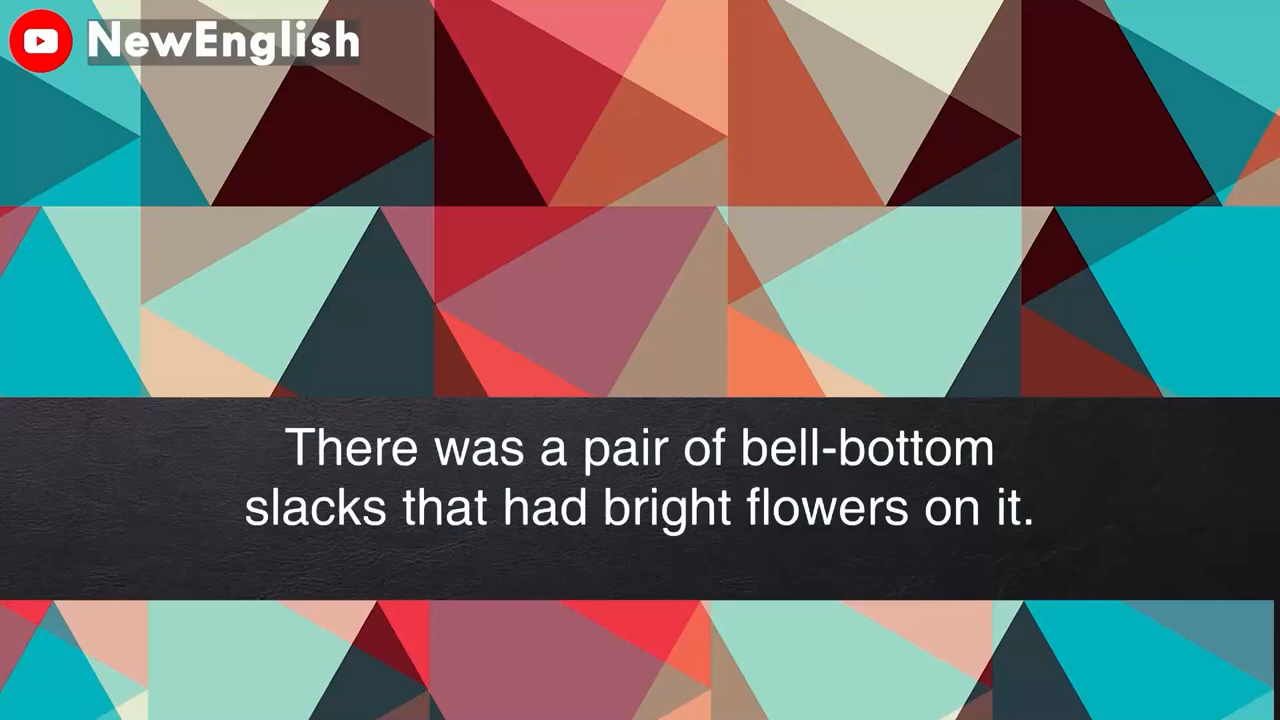 NewEnglish
There was a pair of bell-bottom
slacks that had bright flowers on it.